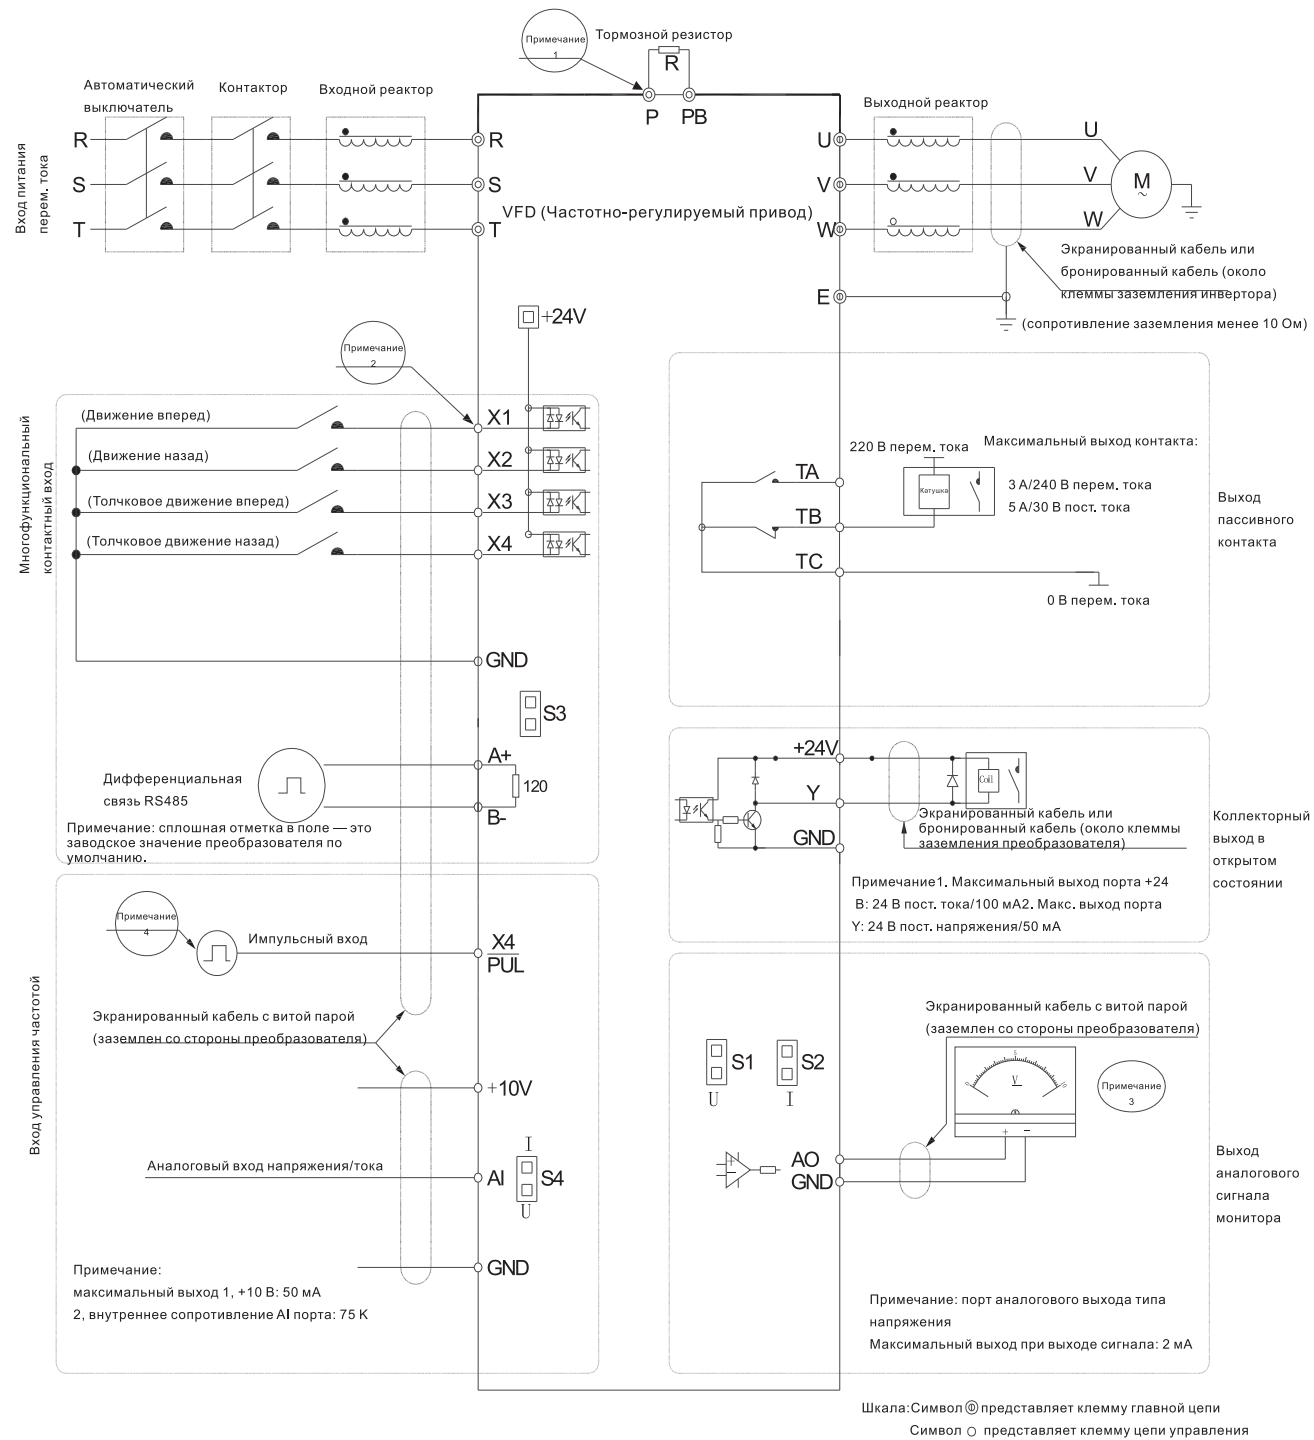 Примечание
1
Тормозной резистор
R
P
PB
Автоматический
выключатель
Контактор
Входной реактор
Выходной реактор
Вход питания
перем. тока
R
S
T
R
S
T
VFD (Частотно-регулируемый привод)
U
V
W
U
V
W
M
~
E
Экранированный кабель или
бронированный кабель (около
клеммы заземления инвертора)
(сопротивление заземления менее 10 Ом)
+24V
Примечание
2
Многофункциональный
контактный вход
(Движение вперед)
X1
(Движение назад)
X2
(Толчковое движение вперед)
X3
(Толчковое движение назад)
X4
GND
S3
A+
120
B-
Дифференциальная
связь RS485
Примечание: сплошная отметка в поле — это
заводское значение преобразователя по
умолчанию.
220 В перем. тока
Максимальный выход контакта:
TA
Катушка
3 А/240 В перем. тока
5 А/30 В пост. тока
TB
TC
0 В перем. тока
Выход
пассивного
контакта
+24V
Y
GND
Coil
Экранированный кабель или
бронированный кабель (около клеммы
заземления преобразователя)
Примечание1. Максимальный выход порта +24
В: 24 В пост. тока/100 мА2. Макс. выход порта
Y: 24 В пост. напряжения/50 мА
Коллекторный
выход в
открытом
состоянии
Вход управления частотой
Примечание
4
Импульсный вход
X4
PUL
Экранированный кабель с витой парой
(заземлен со стороны преобразователя)
+10V
Аналоговый вход напряжения/тока
AI
I
S4
U
GND
Примечание:
максимальный выход 1, +10 В: 50 мА
2, внутреннее сопротивление AI порта: 75 K
Экранированный кабель с витой парой
(заземлен со стороны преобразователя)
S1
U
S2
I
0
5
10
V
+
−
Примечание
3
AO
GND
+
−
Выход
аналогового
сигнала
монитора
Примечание: порт аналогового выхода типа
напряжения
Максимальный выход при выходе сигнала: 2 мА
Шкала:Символ представляет клемму главной цепи
Символ представляет клемму цепи управления